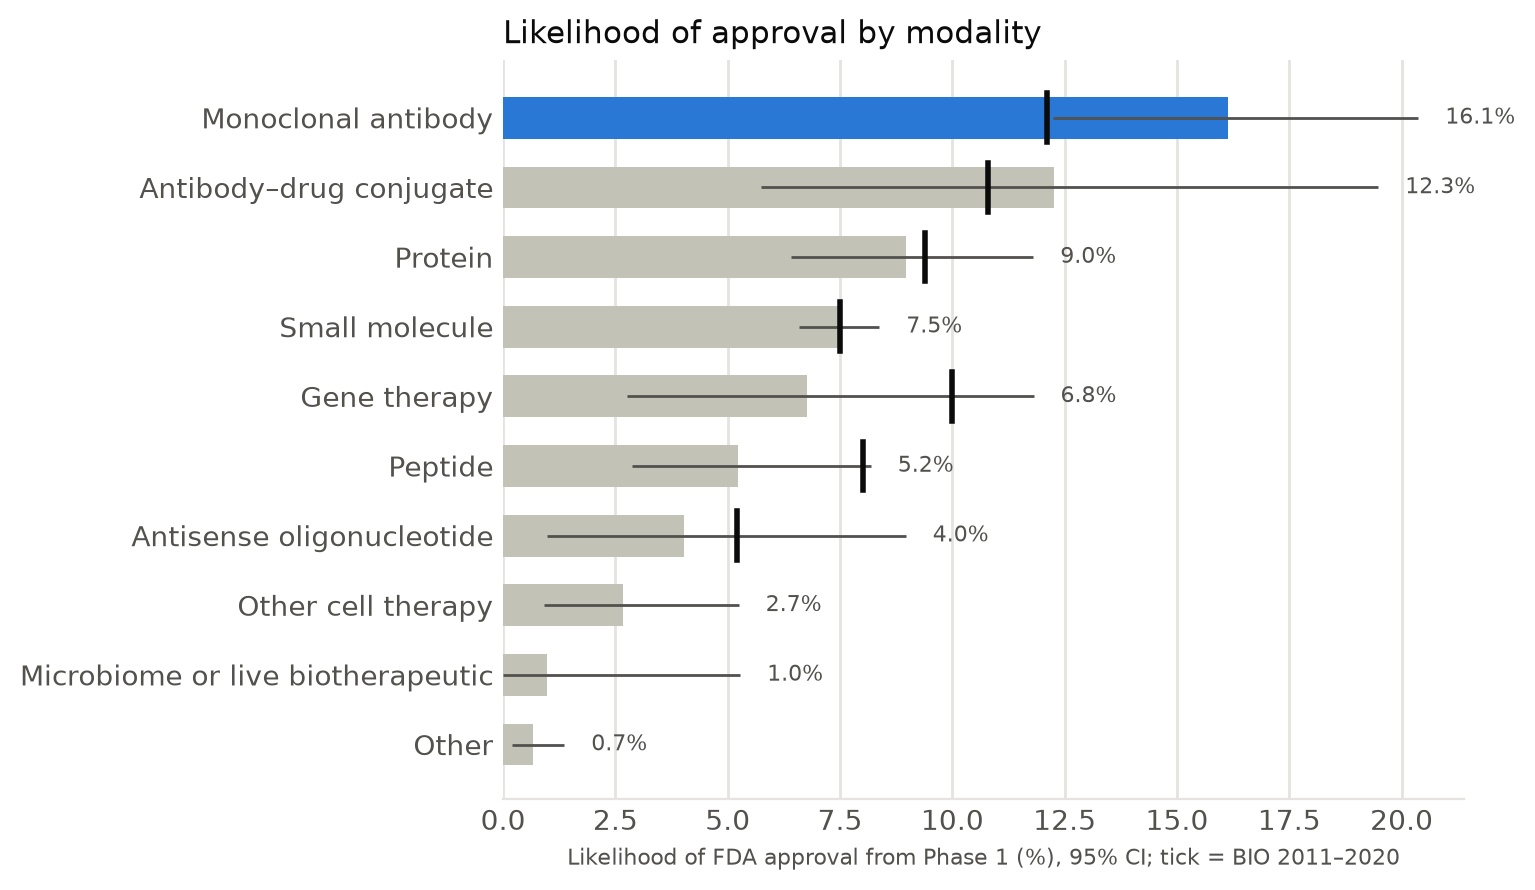 Likelihood of approval by modality
Monoclonal antibody 16.1%
Antibody–drug conjugate 12.3%
Protein 9.0%
Small molecule 7.5%
Gene therapy 6.8%
Peptide 5.2%
Antisense oligonucleotide 4.0%
Other cell therapy 2.7%
Microbiome or live biotherapeutic 1.0%
Other 0.7%
0.0 2.5 5.0 7.5 10.0 12.5 15.0 17.5 20.0
Likelihood of FDA approval from Phase 1 (%), 95% CI; tick = BIO 2011–2020